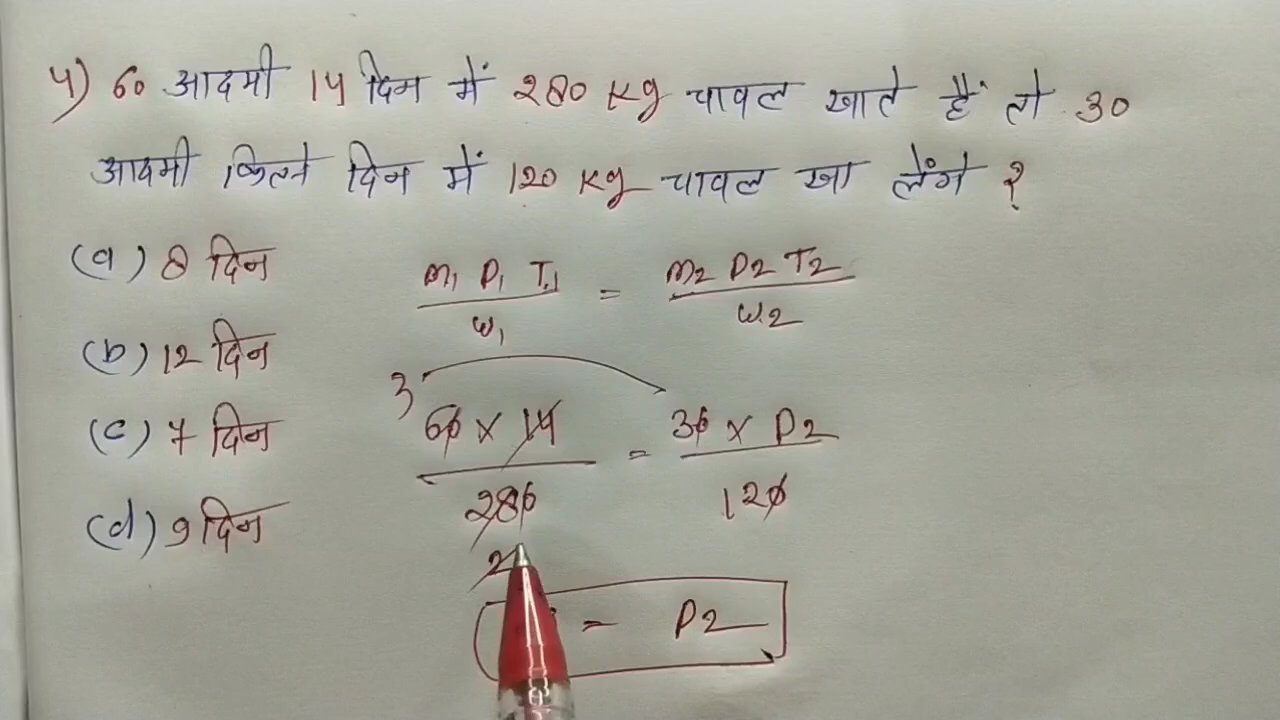 4) 60 आदमी 14 दिन में 280 kg चावल खाते हैं तो 30
आदमी कितने दिन में 120 kg चावल खा लेंगे ?
(a) 8 दिन
(b) 12 दिन
(c) 7 दिन
(d) 9 दिन
M1 D1 T1 / W1 = M2 D2 T2 / W2
3
60 x 14 / 280 = 30 x D2 / 120
2
= D2